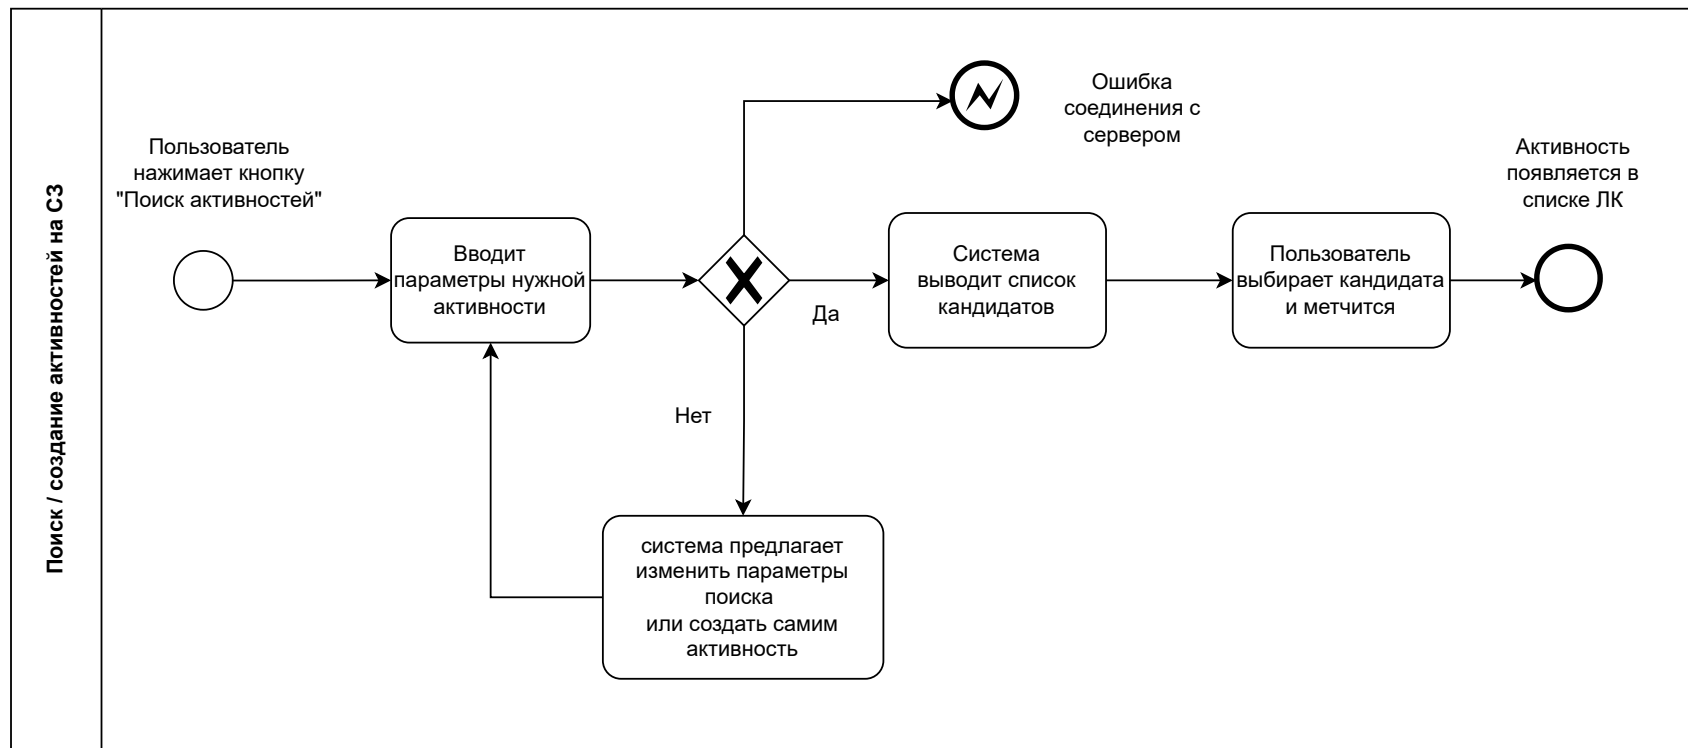 Поиск / создание активностей на СЗ
Пользователь
нажимает кнопку
"Поиск активностей"
Вводит
параметры нужной
активности
Ошибка
соединения с
сервером
Да
Нет
Система
выводит список
кандидатов
Пользователь
выбирает кандидата
и метчится
Активность
появляется в
списке ЛК
система предлагает
изменить параметры
поиска
или создать самим
активность